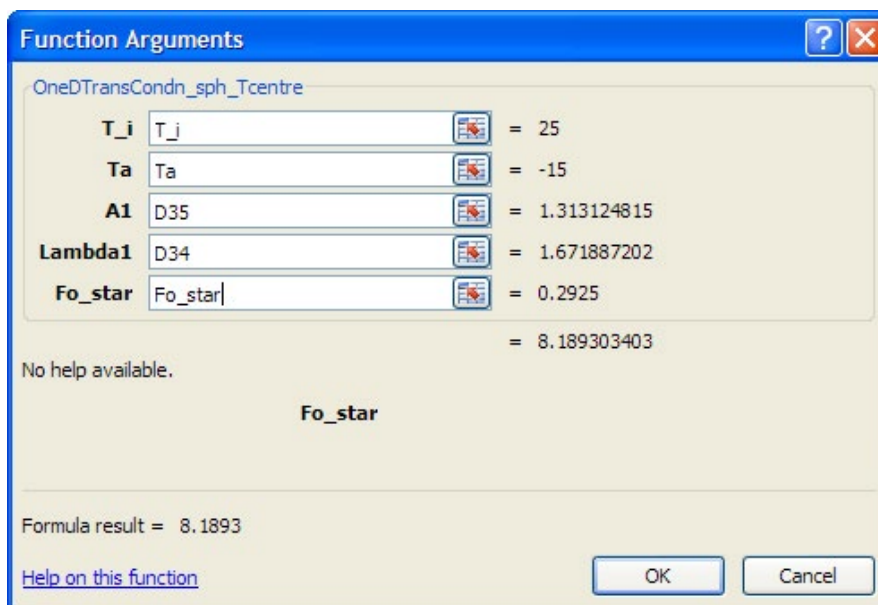 Function Arguments ?
OneDTransCondn_sph_Tcentre
T_i T_i = 25
Ta Ta = -15
A1 D35 = 1.313124815
Lambda1 D34 = 1.671887202
Fo_star Fo_star = 0.2925
= 8.189303403
No help available.
Fo_star
Formula result = 8.1893
Help on this function OK Cancel